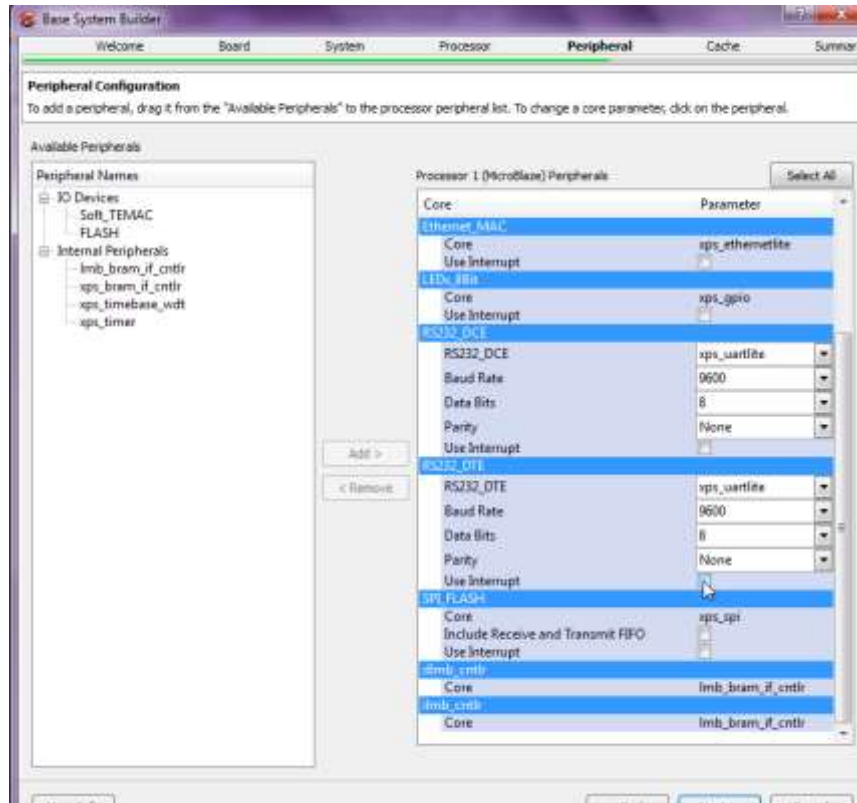 Base System Builder
Welcome Board System Processor Peripheral Cache Summar
Peripheral Configuration
To add a peripheral, drag it from the "Available Peripherals" to the processor peripheral list. To change a core parameter, click on the peripheral.
Available Peripherals
Peripheral Names
IO Devices
Soft_TEMAC
FLASH
Internal Peripherals
lmb_bram_if_cntlr
xps_bram_if_cntlr
xps_timebase_wdt
xps_timer
Add >
< Remove
Processor 1 (MicroBlaze) Peripherals Select All
Core Parameter
Ethernet_MAC
Core xps_ethernetlite
Use Interrupt
LEDs_8Bit
Core xps_gpio
Use Interrupt
RS232_DCE
RS232_DCE xps_uartlite
Baud Rate 9600
Data Bits 8
Parity None
Use Interrupt
RS232_DTE
RS232_DTE xps_uartlite
Baud Rate 9600
Data Bits 8
Parity None
Use Interrupt
SPI_FLASH
Core xps_spi
Include Receive and Transmit FIFO
Use Interrupt
dlmb_cntlr
Core lmb_bram_if_cntlr
ilmb_cntlr
Core lmb_bram_if_cntlr